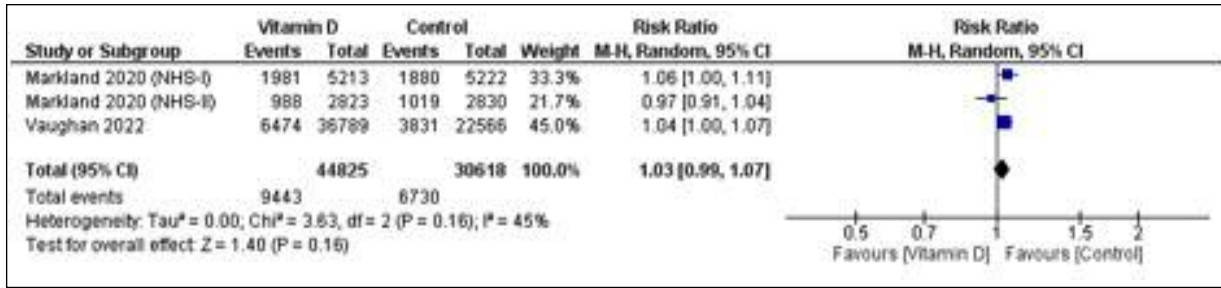 Vitamin D Control Risk Ratio Risk Ratio
Study or Subgroup Events Total Events Total Weight M-H, Random, 95% CI M-H, Random, 95% CI
Markland 2020 (NHS-I) 1981 5213 1880 5222 33.3% 1.06 [1.00, 1.11]
Markland 2020 (NHS-II) 988 2823 1019 2830 21.7% 0.97 [0.91, 1.04]
Vaughan 2022 6474 36789 3831 22566 45.0% 1.04 [1.00, 1.07]
Total (95% CI) 44825 30618 100.0% 1.03 [0.99, 1.07]
Total events 9443 6730
Heterogeneity: Tau² = 0.00; Chi² = 3.63, df = 2 (P = 0.16); I² = 45%
Test for overall effect: Z = 1.40 (P = 0.16)
0.5 0.7 1 1.5 2
Favours [Vitamin D] Favours [Control]